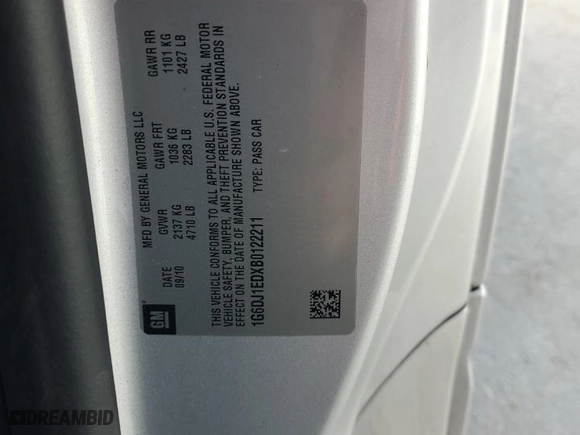 MFD BY GENERAL MOTORS LLC
DATE GVWR GAWR FRT GAWR RR
09/10 2137 KG 1036 KG 1101 KG
4710 LB 2283 LB 2427 LB
THIS VEHICLE CONFORMS TO ALL APPLICABLE U.S. FEDERAL MOTOR
VEHICLE SAFETY, BUMPER, AND THEFT PREVENTION STANDARDS IN
EFFECT ON THE DATE OF MANUFACTURE SHOWN ABOVE.
1G6DJ1EDXB0122211 TYPE: PASS CAR
GM
DREAMBID